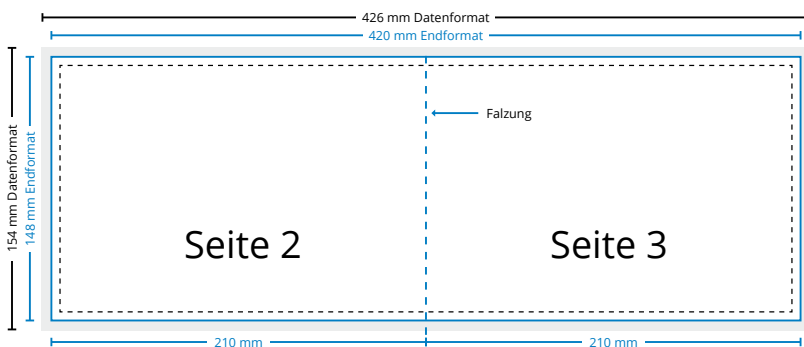 426 mm Datenformat
420 mm Endformat
154 mm Datenformat
148 mm Endformat
Falzung
Seite 2
Seite 3
210 mm
210 mm